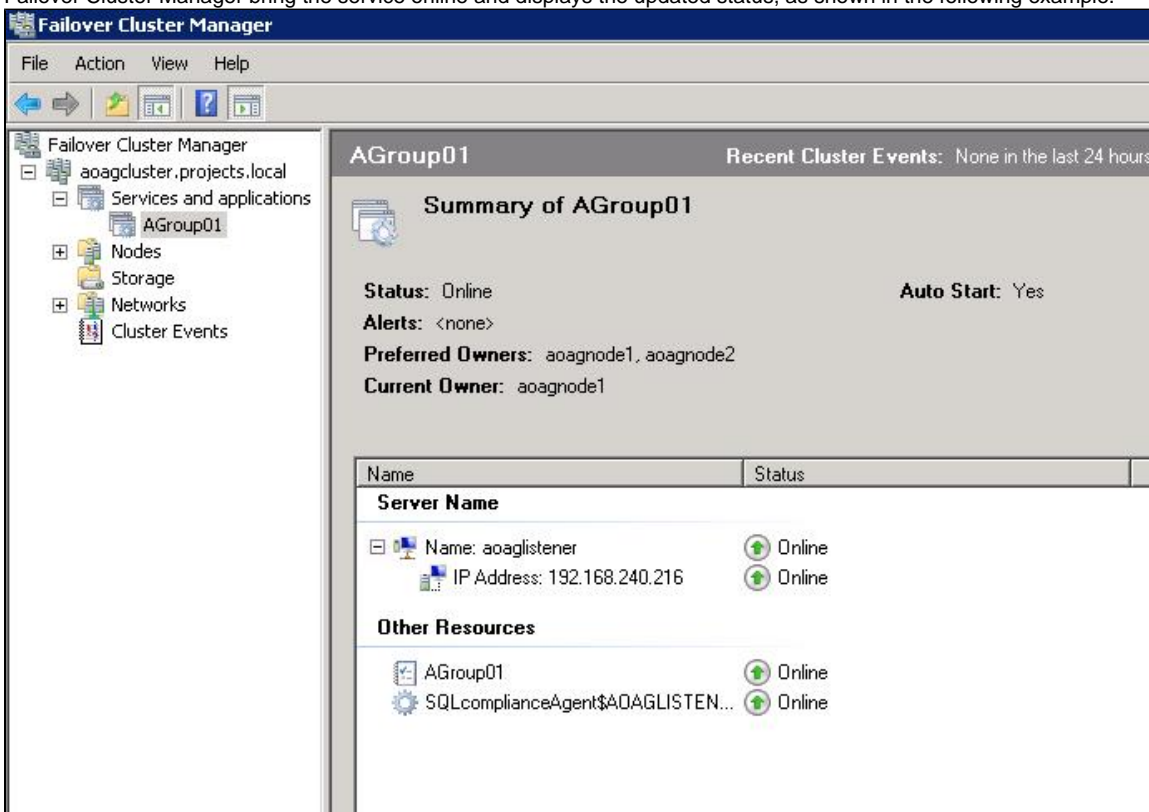 Failover Cluster Manager bring the service online and displays the updated status, as shown in the following example.
Failover Cluster Manager
File Action View Help
Failover Cluster Manager
aoagcluster.projects.local
Services and applications
AGroup01
Nodes
Storage
Networks
Cluster Events
AGroup01 Recent Cluster Events: None in the last 24 hours
Summary of AGroup01
Status: Online Auto Start: Yes
Alerts: <none>
Preferred Owners: aoagnode1, aoagnode2
Current Owner: aoagnode1
Name Status
Server Name
Name: aoaglistener Online
IP Address: 192.168.240.216 Online
Other Resources
AGroup01 Online
SQLcomplianceAgent$AOAGLISTEN... Online